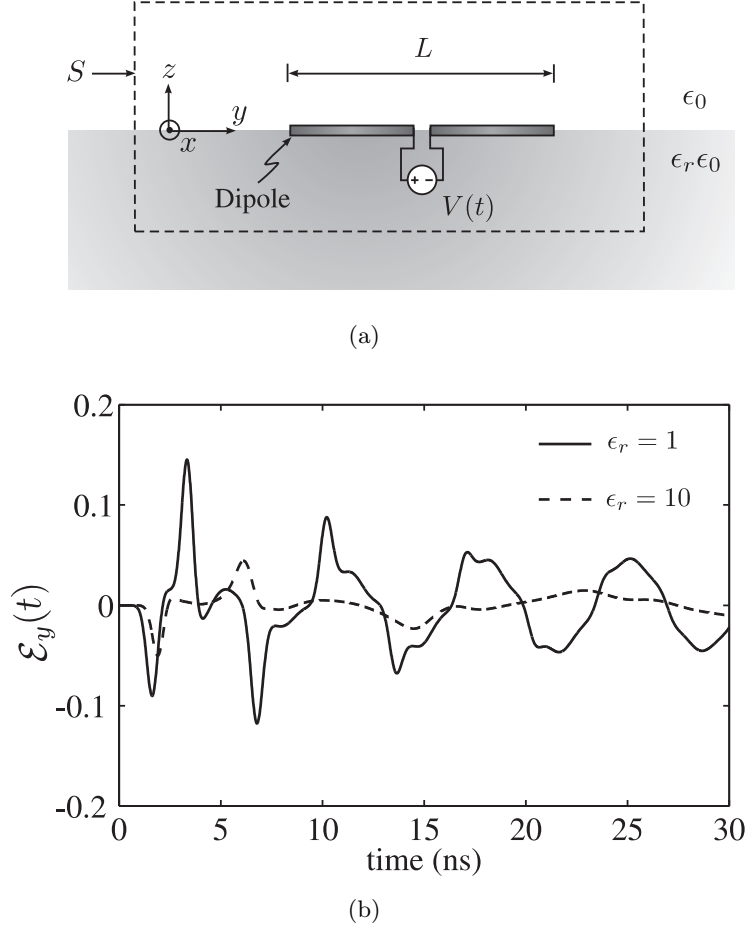 L
S
z
y
x
ϵ₀
ϵᵣϵ₀
Dipole
+ −
V(t)
(a)
0.2
0.1
0
-0.1
-0.2
ℰ_y(t)
ϵᵣ = 1
ϵᵣ = 10
0 5 10 15 20 25 30
time (ns)
(b)